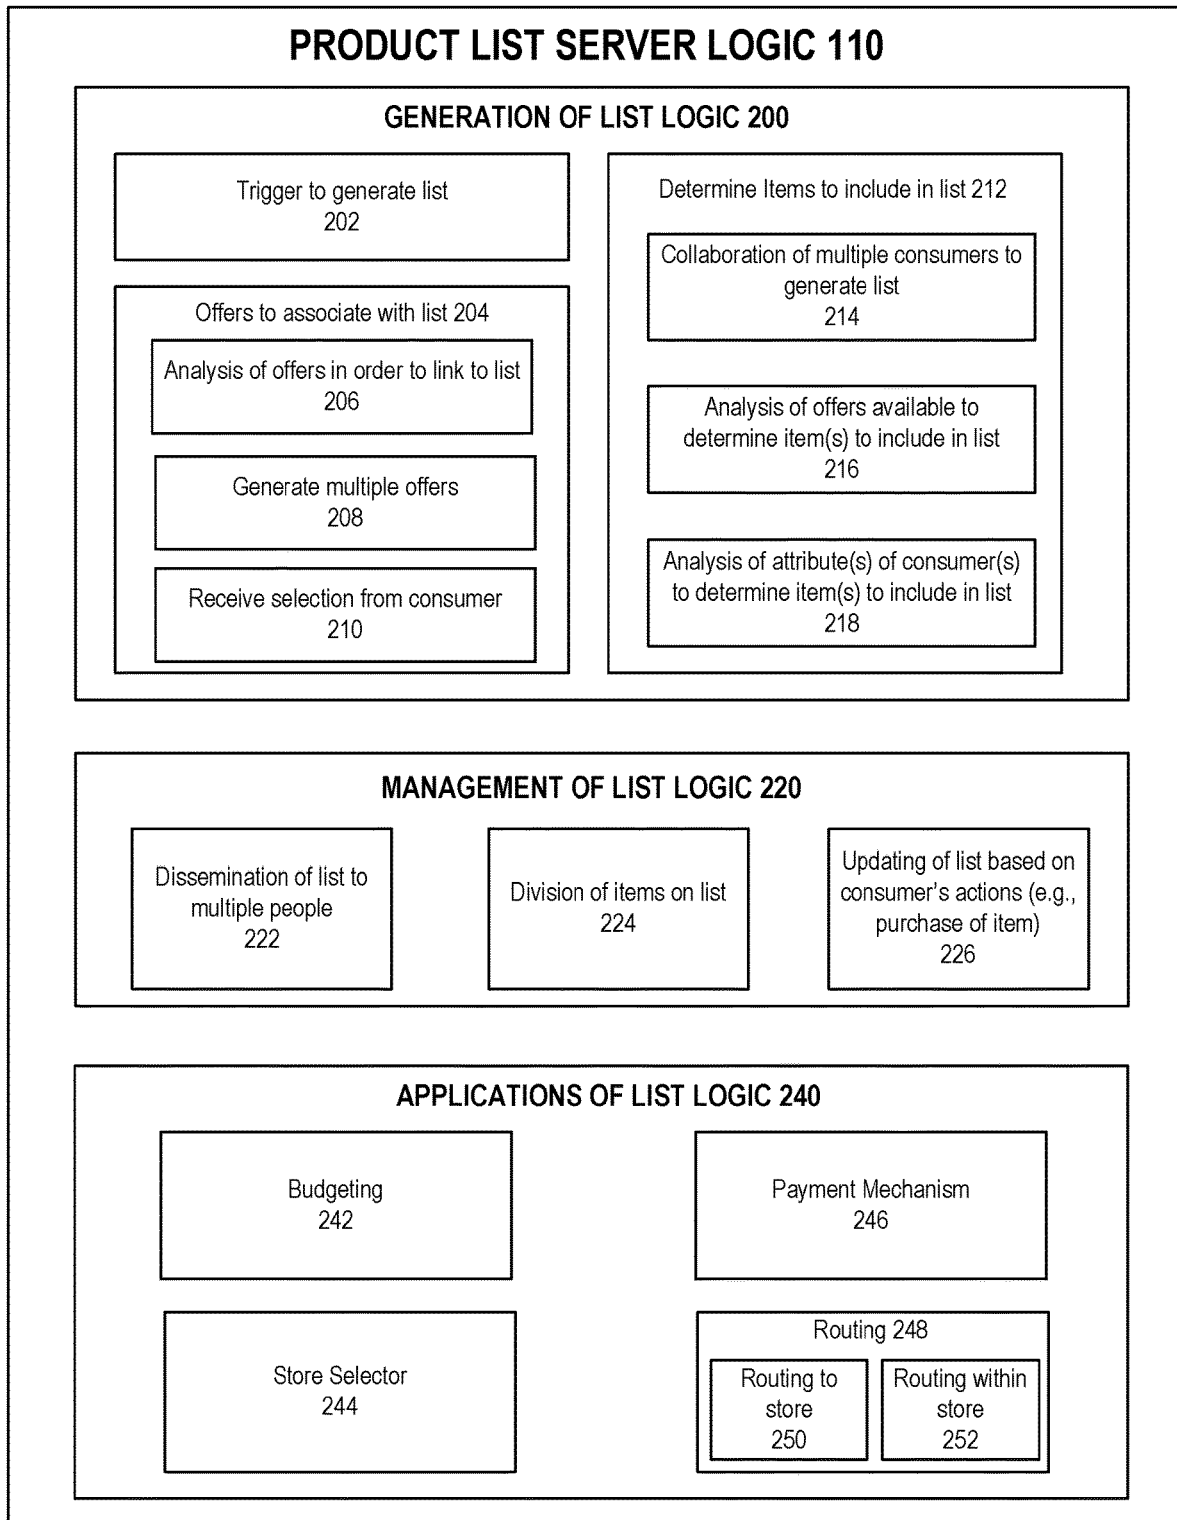 PRODUCT LIST SERVER LOGIC 110
GENERATION OF LIST LOGIC 200
Trigger to generate list
202
Offers to associate with list 204
Analysis of offers in order to link to list
206
Generate multiple offers
208
Receive selection from consumer
210
Determine Items to include in list 212
Collaboration of multiple consumers to
generate list
214
Analysis of offers available to
determine item(s) to include in list
216
Analysis of attribute(s) of consumer(s)
to determine item(s) to include in list
218
MANAGEMENT OF LIST LOGIC 220
Dissemination of list to
multiple people
222
Division of items on list
224
Updating of list based on
consumer's actions (e.g.,
purchase of item)
226
APPLICATIONS OF LIST LOGIC 240
Budgeting
242
Payment Mechanism
246
Store Selector
244
Routing 248
Routing to
store
250
Routing within
store
252